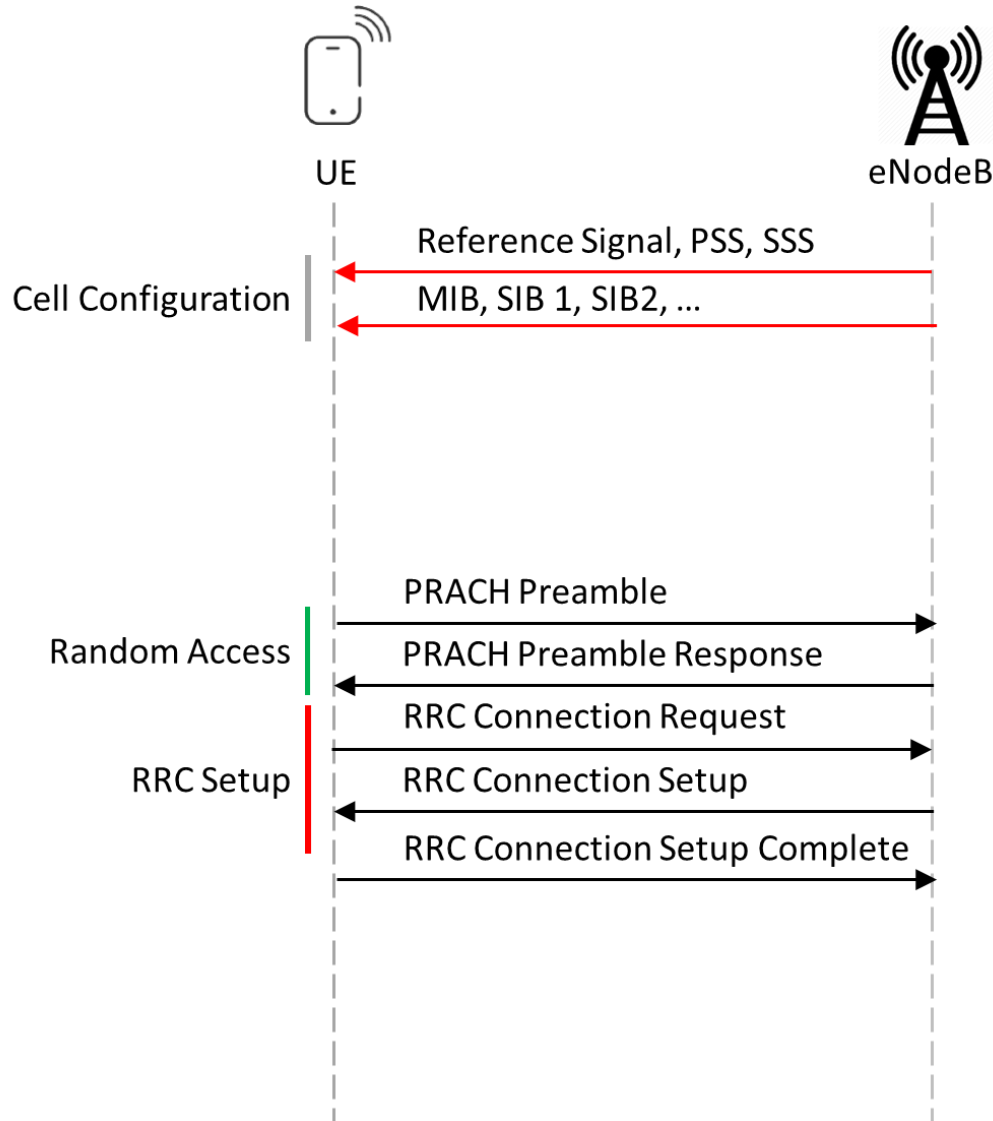 UE
eNodeB
Reference Signal, PSS, SSS
Cell Configuration
MIB, SIB 1, SIB2, ...
PRACH Preamble
Random Access
PRACH Preamble Response
RRC Connection Request
RRC Setup
RRC Connection Setup
RRC Connection Setup Complete